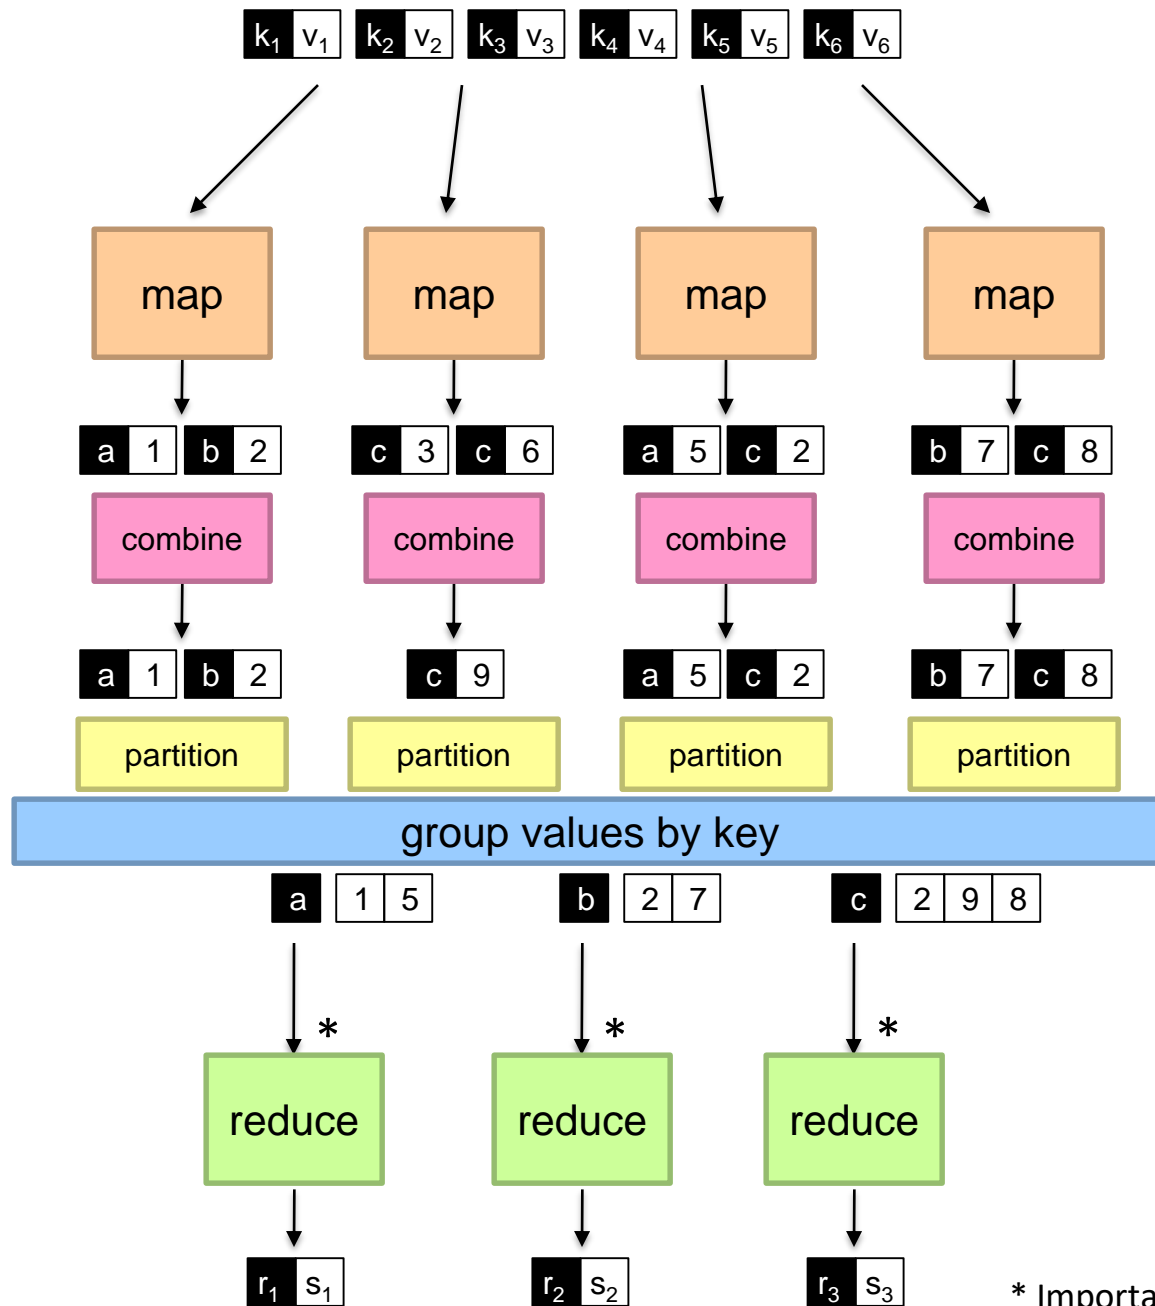 k₁ v₁ k₂ v₂ k₃ v₃ k₄ v₄ k₅ v₅ k₆ v₆
map map map map
a 1 b 2 c 3 c 6 a 5 c 2 b 7 c 8
combine combine combine combine
a 1 b 2 c 9 a 5 c 2 b 7 c 8
partition partition partition partition
group values by key
a 1 5 b 2 7 c 2 9 8
* * *
reduce reduce reduce
r₁ s₁ r₂ s₂ r₃ s₃
* Importa